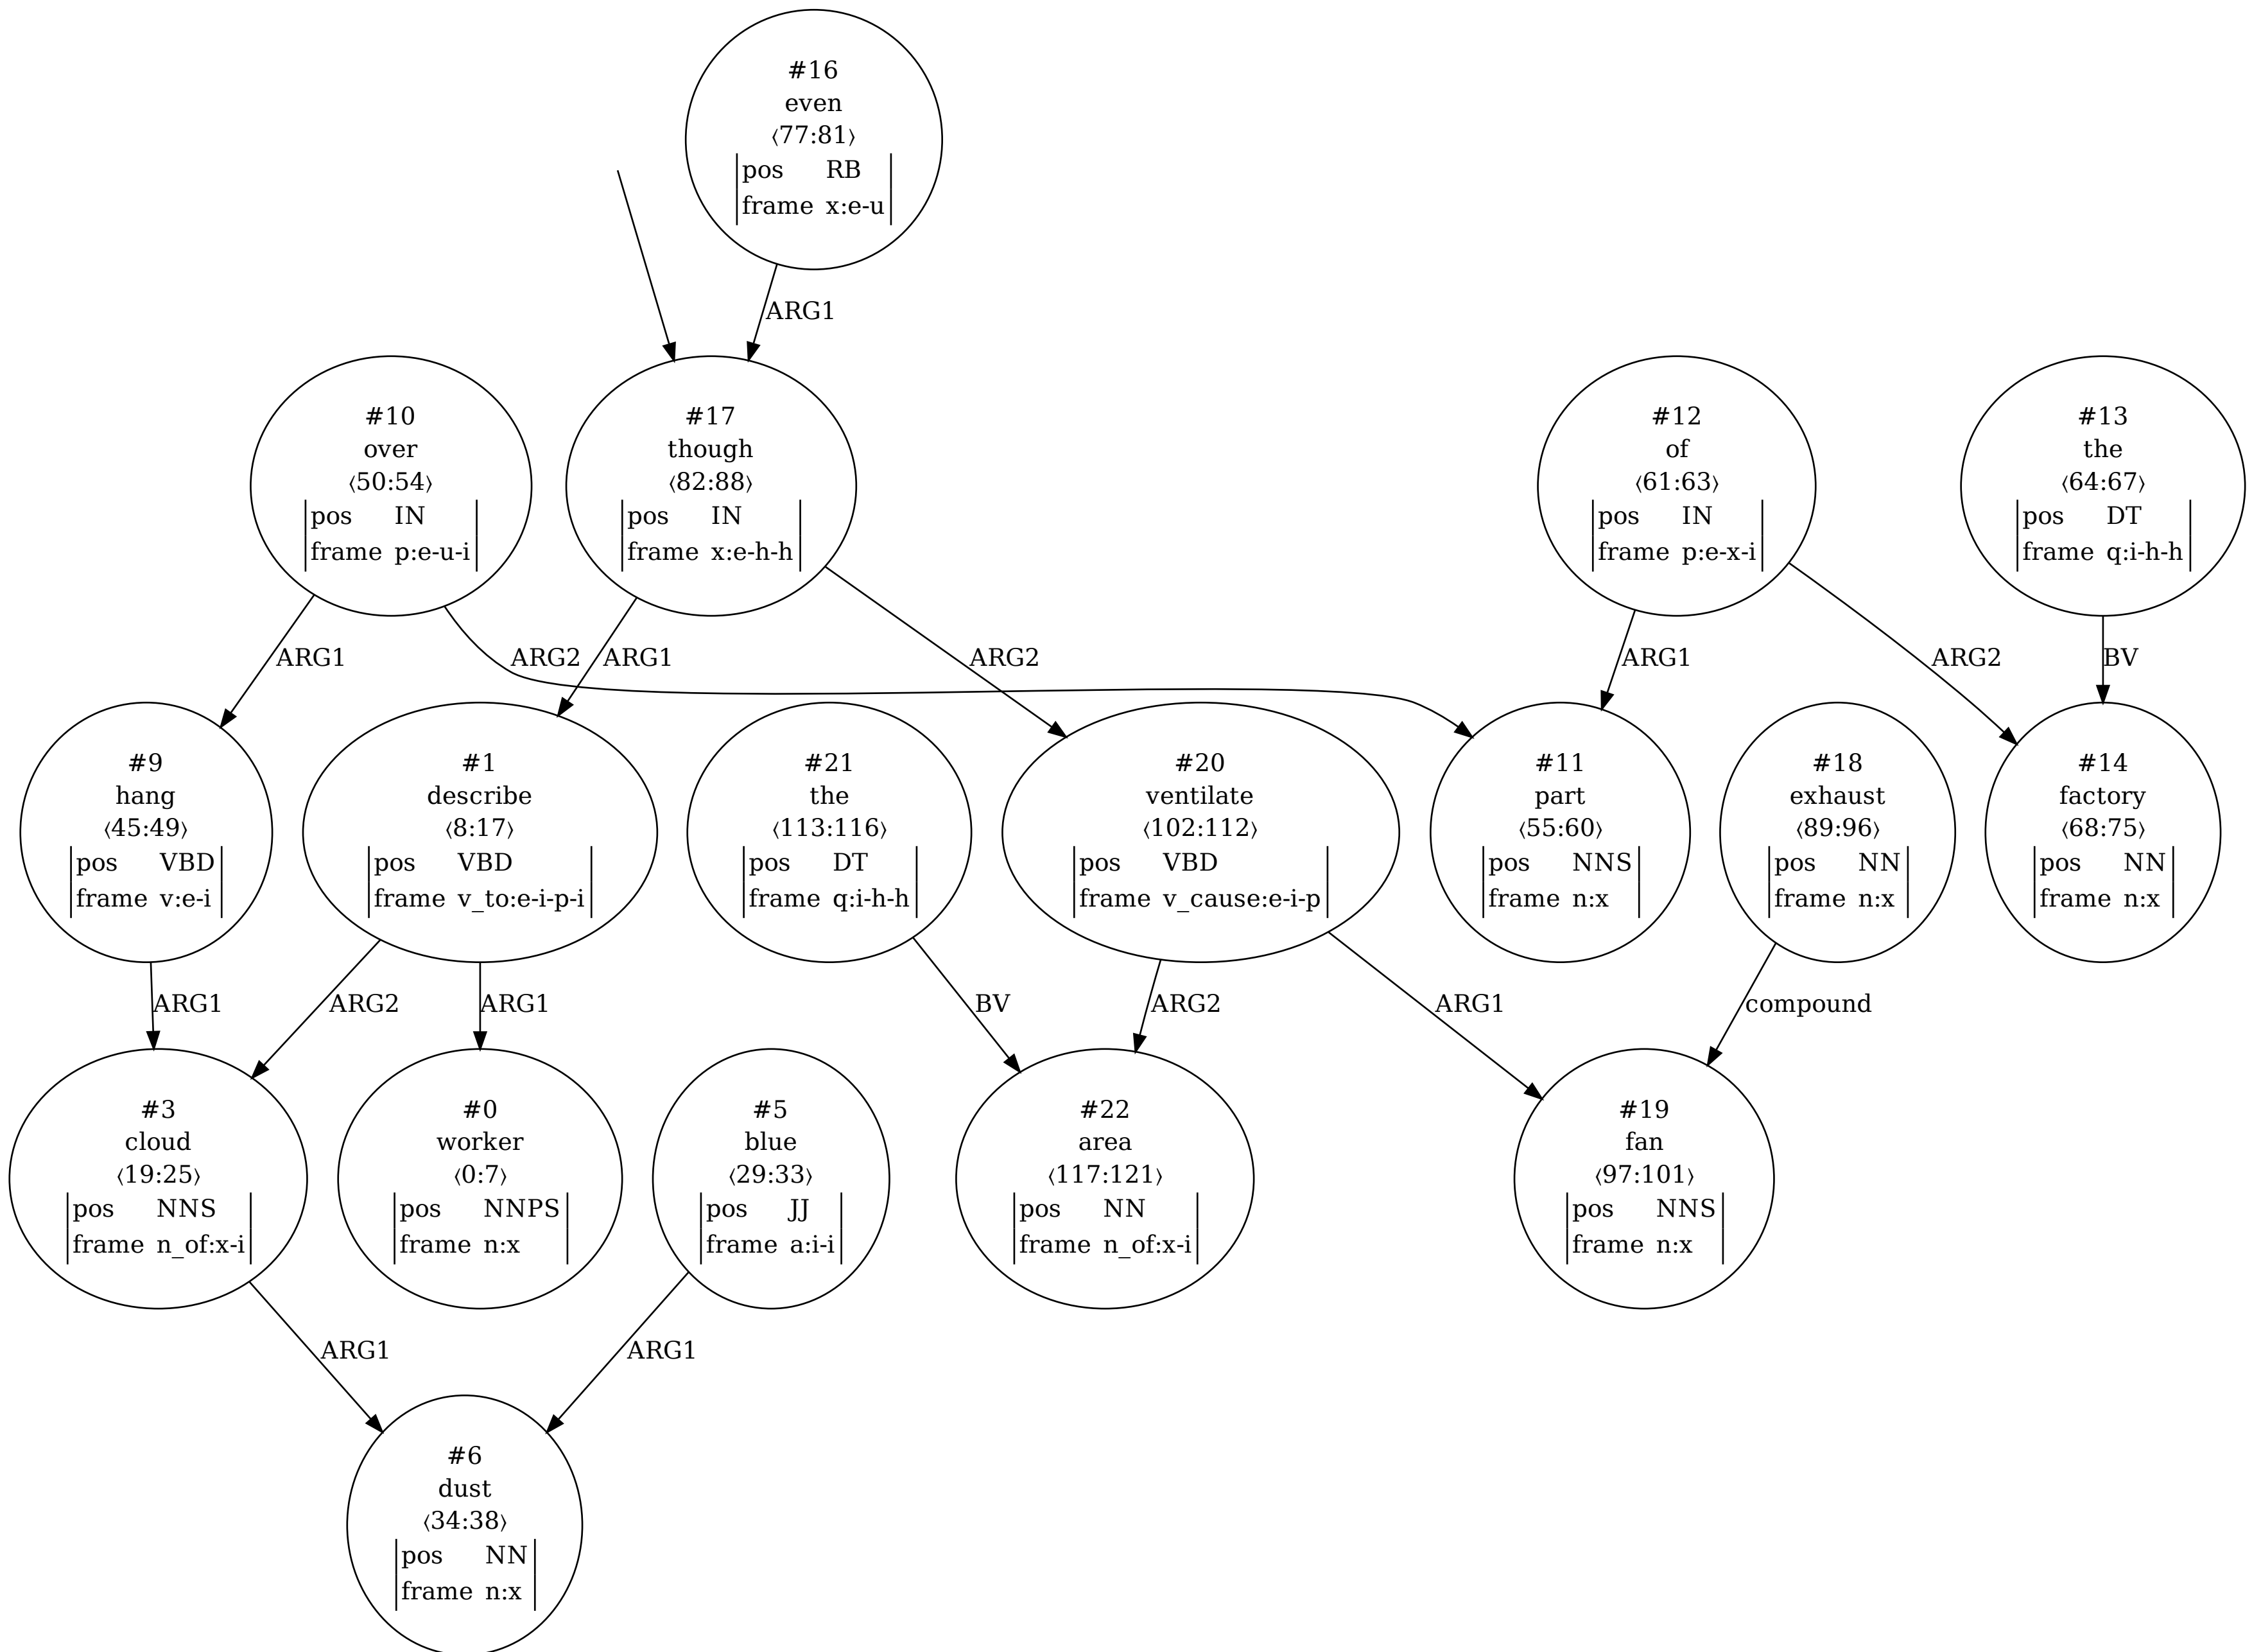 #16
even
⟨77:81⟩
pos RB
frame x:e-u
ARG1
#10
over
⟨50:54⟩
pos IN
frame p:e-u-i
#17
though
⟨82:88⟩
pos IN
frame x:e-h-h
#12
of
⟨61:63⟩
pos IN
frame p:e-x-i
#13
the
⟨64:67⟩
pos DT
frame q:i-h-h
ARG1
ARG2
ARG1
ARG2
ARG1
ARG2
BV
#9
hang
⟨45:49⟩
pos VBD
frame v:e-i
#1
describe
⟨8:17⟩
pos VBD
frame v_to:e-i-p-i
#21
the
⟨113:116⟩
pos DT
frame q:i-h-h
#20
ventilate
⟨102:112⟩
pos VBD
frame v_cause:e-i-p
#11
part
⟨55:60⟩
pos NNS
frame n:x
#18
exhaust
⟨89:96⟩
pos NN
frame n:x
#14
factory
⟨68:75⟩
pos NN
frame n:x
ARG1
ARG2
ARG1
BV
ARG2
ARG1
compound
#3
cloud
⟨19:25⟩
pos NNS
frame n_of:x-i
#0
worker
⟨0:7⟩
pos NNPS
frame n:x
#5
blue
⟨29:33⟩
pos JJ
frame a:i-i
#22
area
⟨117:121⟩
pos NN
frame n_of:x-i
#19
fan
⟨97:101⟩
pos NNS
frame n:x
ARG1
ARG1
#6
dust
⟨34:38⟩
pos NN
frame n:x